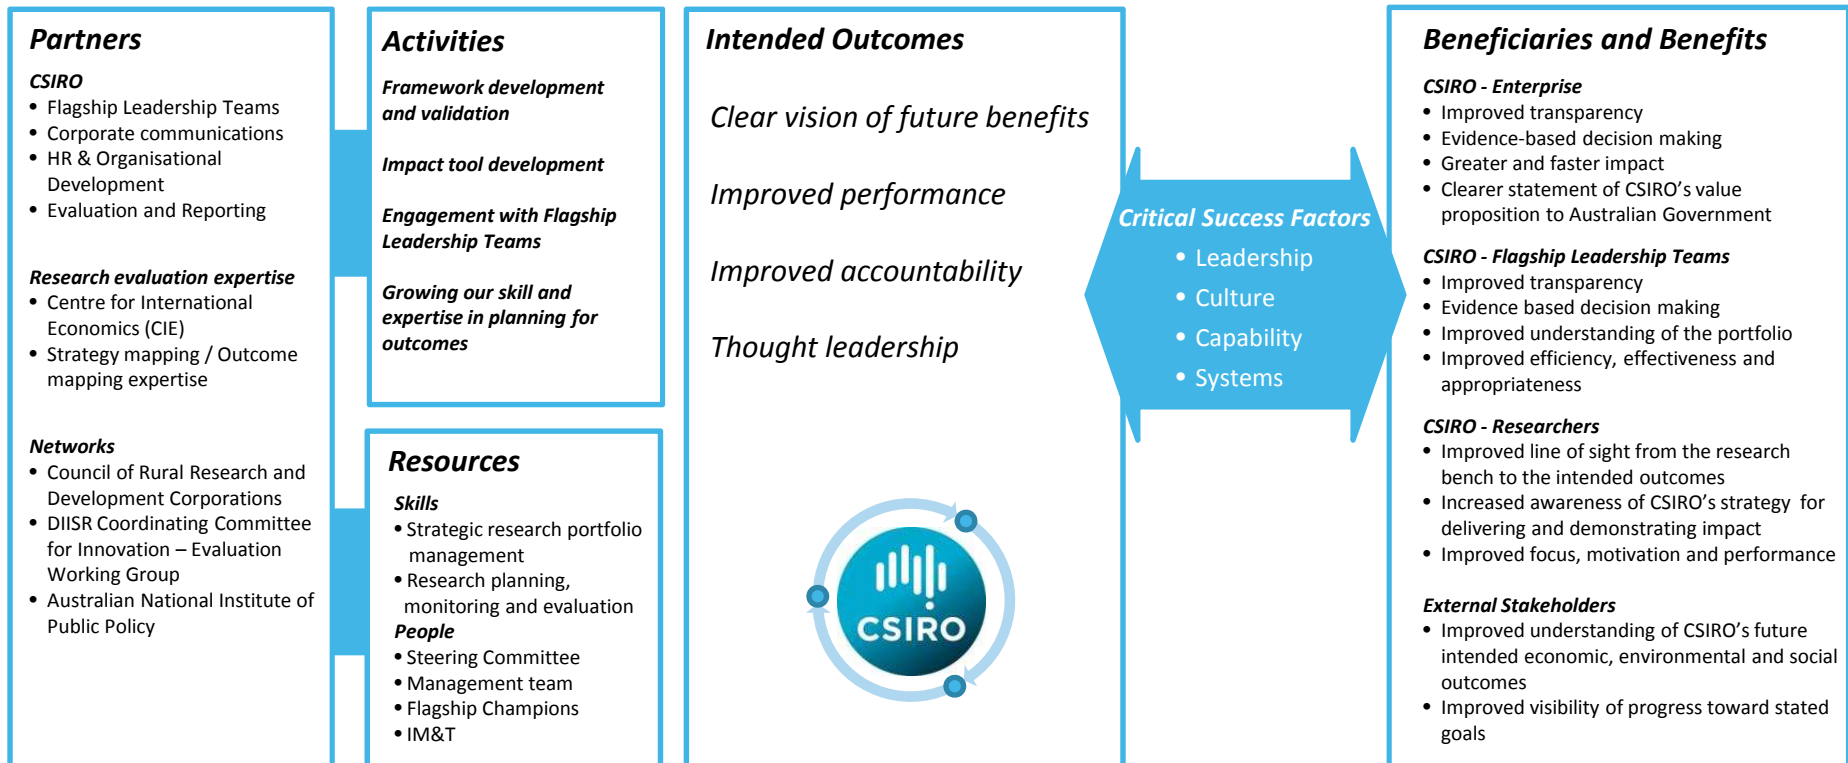 Partners
CSIRO
• Flagship Leadership Teams
• Corporate communications
• HR & Organisational
Development
• Evaluation and Reporting
Research evaluation expertise
• Centre for International
Economics (CIE)
• Strategy mapping / Outcome
mapping expertise
Networks
• Council of Rural Research and
Development Corporations
• DIISR Coordinating Committee
for Innovation – Evaluation
Working Group
• Australian National Institute of
Public Policy
Activities
Framework development
and validation
Impact tool development
Engagement with Flagship
Leadership Teams
Growing our skill and
expertise in planning for
outcomes
Resources
Skills
• Strategic research portfolio
management
• Research planning,
monitoring and evaluation
People
• Steering Committee
• Management team
• Flagship Champions
• IM&T
Intended Outcomes
Clear vision of future benefits
Improved performance
Improved accountability
Thought leadership
CSIRO
Critical Success Factors
• Leadership
• Culture
• Capability
• Systems
Beneficiaries and Benefits
CSIRO - Enterprise
• Improved transparency
• Evidence-based decision making
• Greater and faster impact
• Clearer statement of CSIRO’s value
proposition to Australian Government
CSIRO - Flagship Leadership Teams
• Improved transparency
• Evidence based decision making
• Improved understanding of the portfolio
• Improved efficiency, effectiveness and
appropriateness
CSIRO - Researchers
• Improved line of sight from the research
bench to the intended outcomes
• Increased awareness of CSIRO’s strategy for
delivering and demonstrating impact
• Improved focus, motivation and performance
External Stakeholders
• Improved understanding of CSIRO’s future
intended economic, environmental and social
outcomes
• Improved visibility of progress toward stated
goals